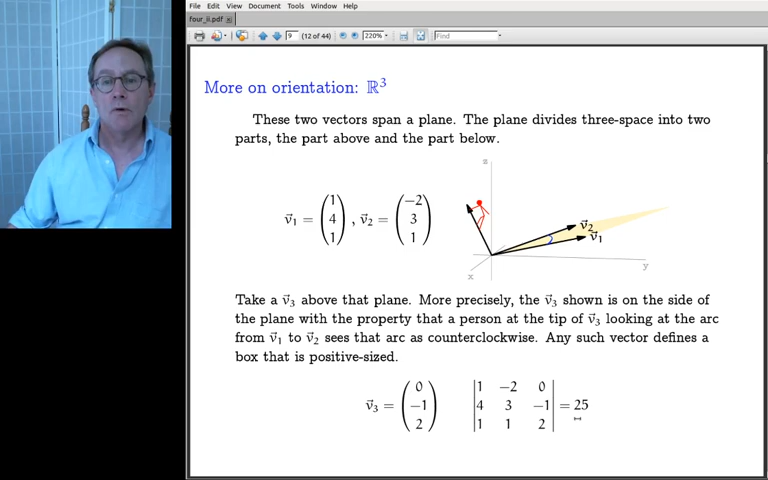 File Edit View Document Tools Window Help
four_ii.pdf
9 (12 of 44) 220% Find
More on orientation: ℝ³
These two vectors span a plane. The plane divides three-space into two
parts, the part above and the part below.
v⃗₁ = (1 4 1), v⃗₂ = (−2 3 1)
z
v⃗₂
v⃗₁
x
y
Take a v⃗₃ above that plane. More precisely, the v⃗₃ shown is on the side of
the plane with the property that a person at the tip of v⃗₃ looking at the arc
from v⃗₁ to v⃗₂ sees that arc as counterclockwise. Any such vector defines a
box that is positive-sized.
v⃗₃ = (0 −1 2) |1 −2 0
4 3 −1
1 1 2| = 25